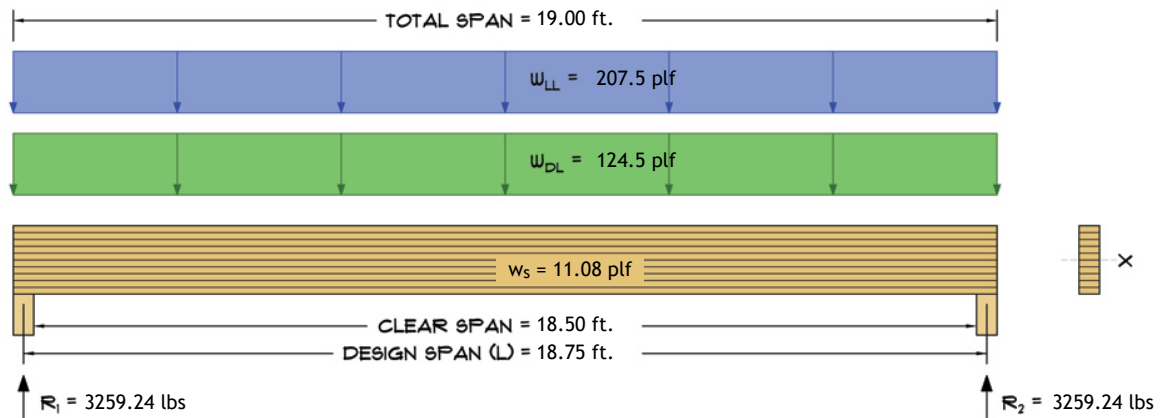 TOTAL SPAN = 19.00 ft.
WLL = 207.5 plf
WDL = 124.5 plf
ws = 11.08 plf
X
CLEAR SPAN = 18.50 ft.
DESIGN SPAN (L) = 18.75 ft.
R1 = 3259.24 lbs
R2 = 3259.24 lbs